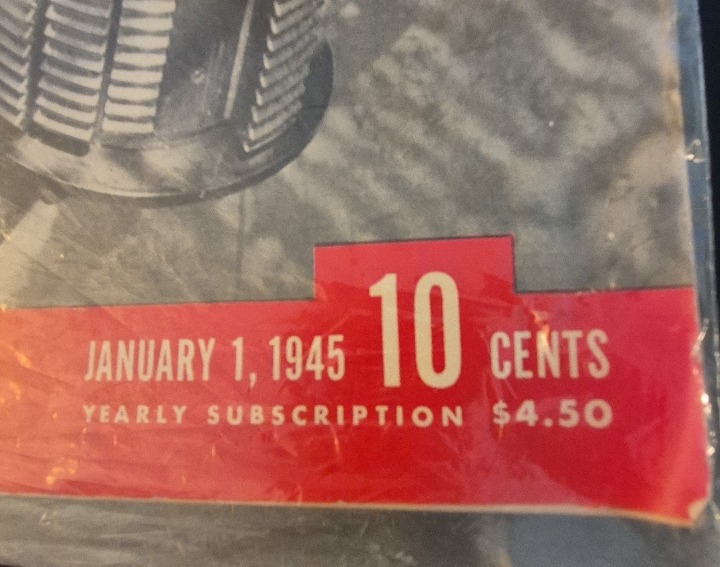 JANUARY 1, 1945 10 CENTS
YEARLY SUBSCRIPTION $4.50